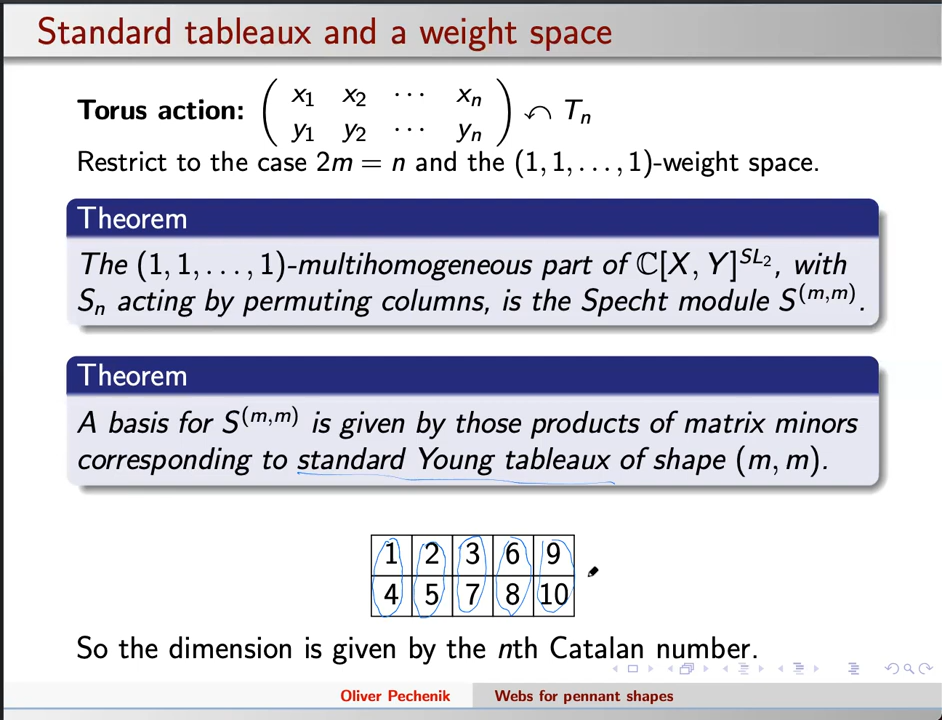 Standard tableaux and a weight space
Torus action: ( x₁ x₂ ⋯ xₙ ) ↶ Tₙ
y₁ y₂ ⋯ yₙ
Restrict to the case 2m = n and the (1, 1, . . . , 1)-weight space.
Theorem
The (1, 1, . . . , 1)-multihomogeneous part of ℂ[X, Y]^{SL₂}, with
Sₙ acting by permuting columns, is the Specht module S^{(m,m)}.
Theorem
A basis for S^{(m,m)} is given by those products of matrix minors
corresponding to standard Young tableaux of shape (m, m).
1 2 3 6 9
4 5 7 8 10
So the dimension is given by the nth Catalan number.
Oliver Pechenik Webs for pennant shapes